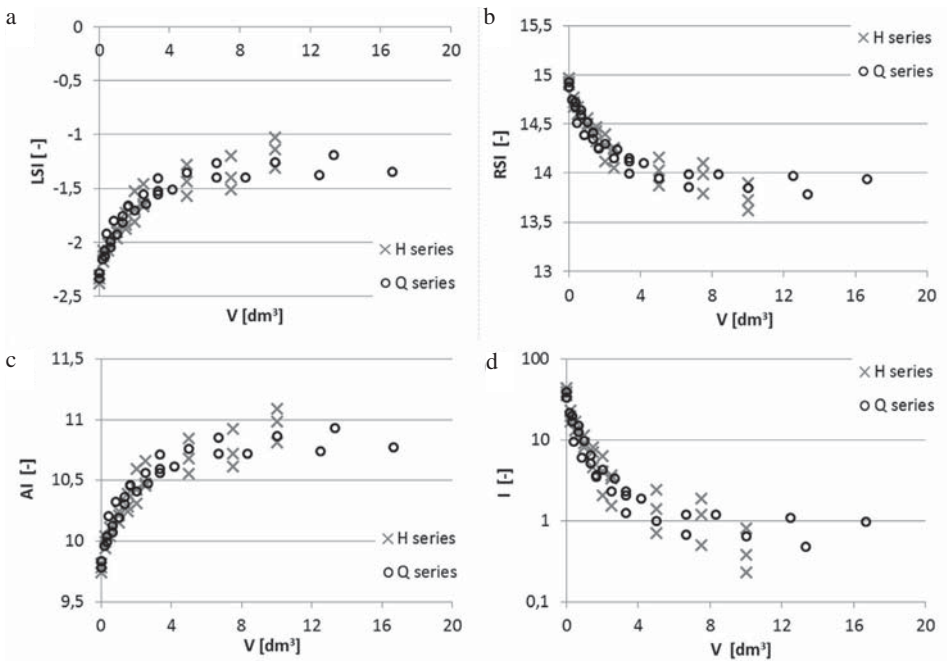 a
0
-0,5
-1
-1,5
-2
-2,5
0 4 8 12 16 20
LSI [-]
V [dm³]
H series
Q series
b
15,5
15
14,5
14
13,5
13
0 4 8 12 16 20
RSI [-]
V [dm³]
H series
Q series
c
11,5
11
10,5
10
9,5
0 4 8 12 16 20
AI [-]
V [dm³]
H series
Q series
d
100
10
1
0,1
0 4 8 12 16 20
I [-]
V [dm³]
H series
Q series